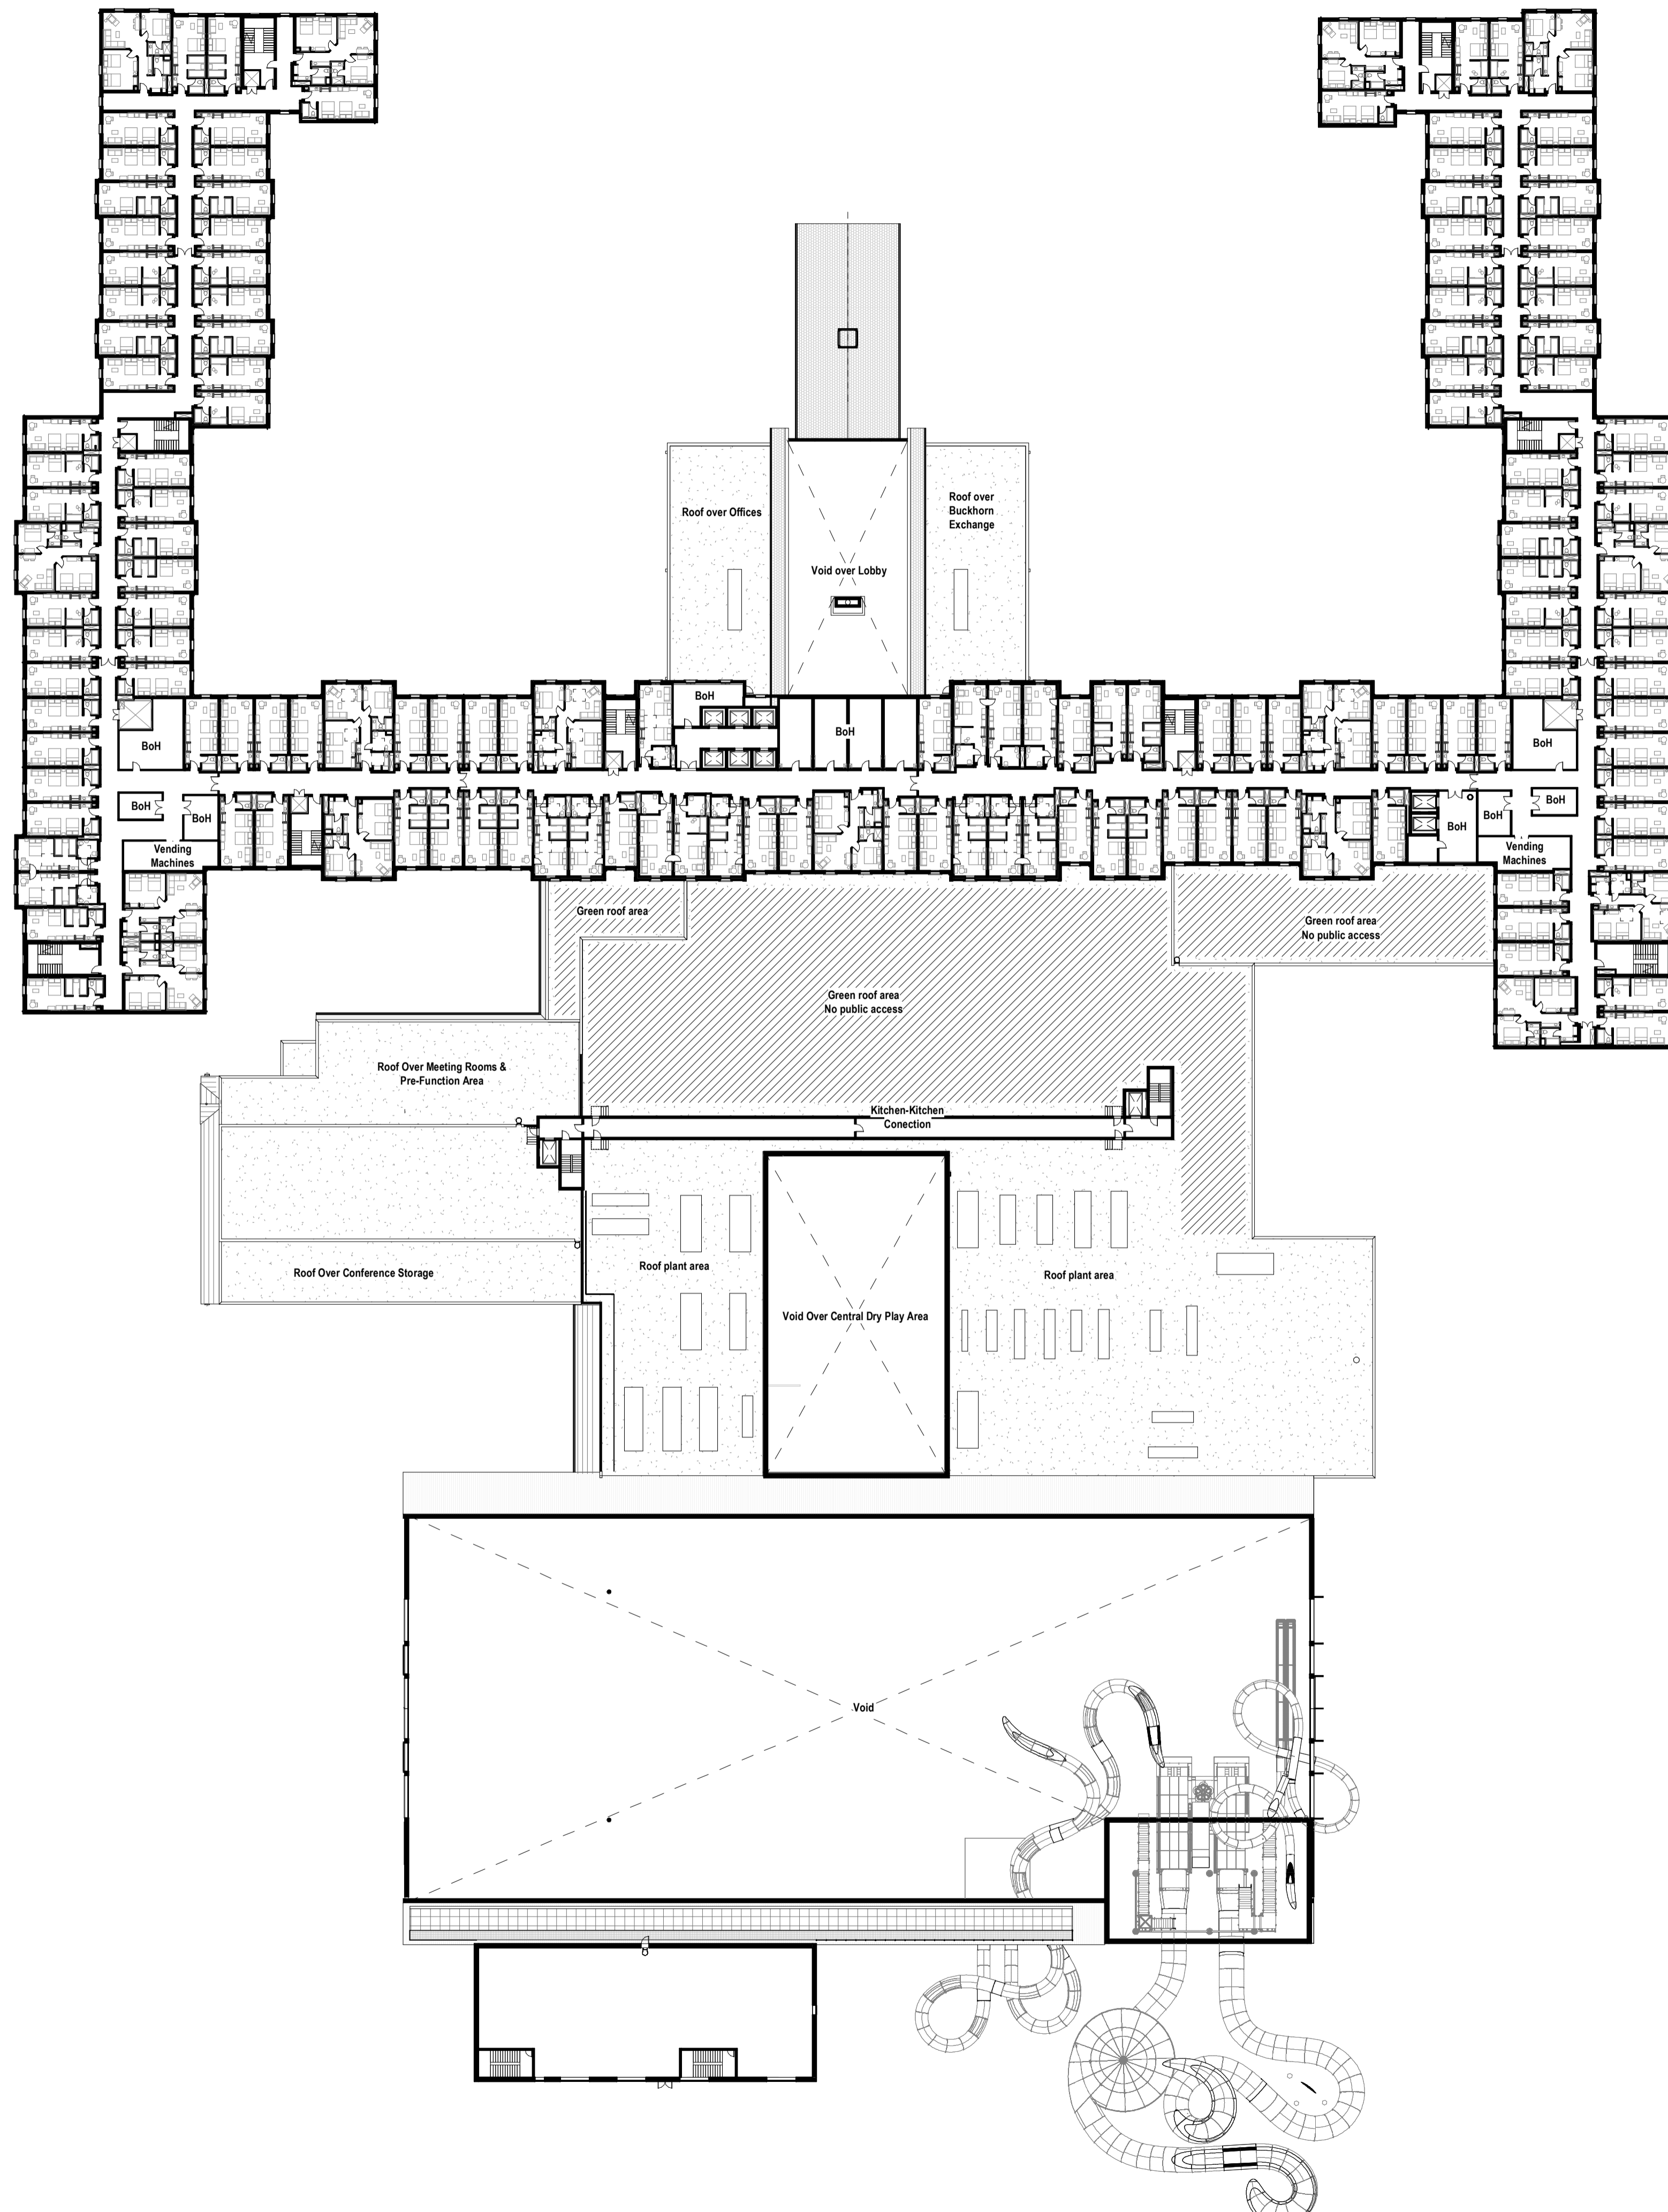 Roof over Offices
Roof over
Buckhorn
Exchange
Void over Lobby
BoH
BoH
BoH
BoH
BoH
BoH
Vending
Machines
BoH
BoH
BoH
Vending
Machines
Green roof area
Green roof area
No public access
Green roof area
No public access
Roof Over Meeting Rooms &
Pre-Function Area
Kitchen-Kitchen
Conection
Roof plant area
Roof plant area
Roof Over Conference Storage
Void Over Central Dry Play Area
Void